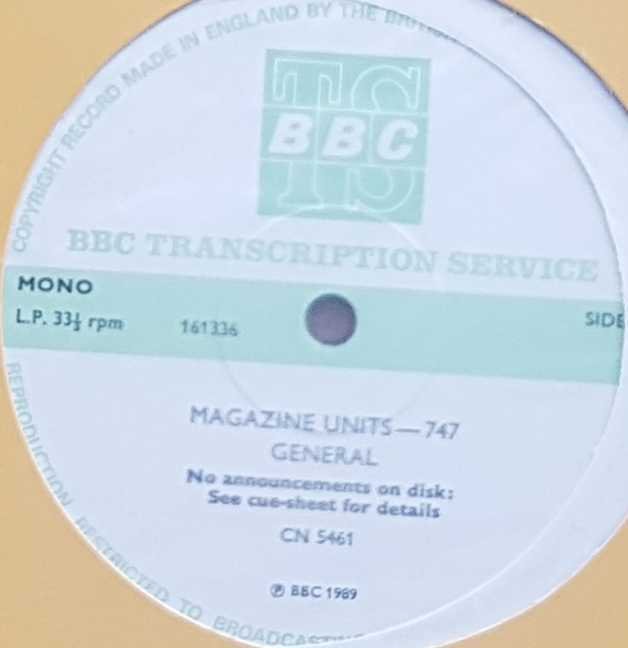 COPYRIGHT RECORD MADE IN ENGLAND BY THE
TS
BBC
TS
BBC TRANSCRIPTION SERVICE
MONO
L.P. 33⅓ rpm
161336
SIDE
MAGAZINE UNITS—747
GENERAL
No announcements on disk:
See cue-sheet for details
CN 5461
℗ BBC 1989
REPRODUCTION RESTRICTED TO BROADCASTING